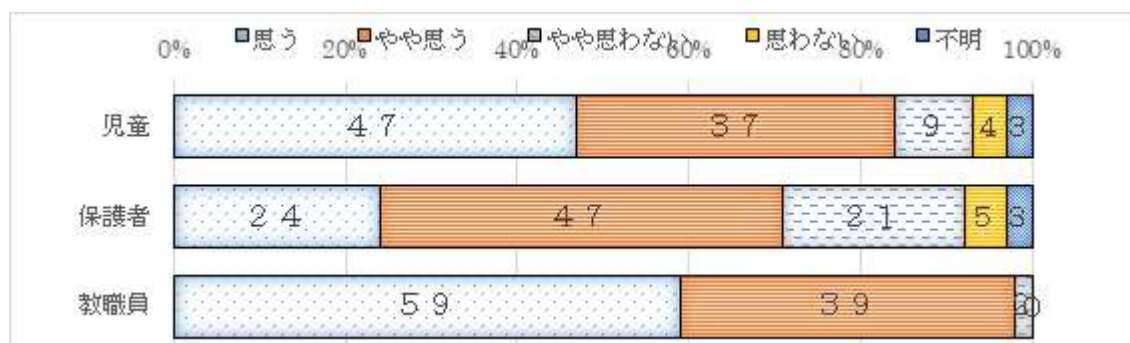 ■思う ■やや思う ■やや思わない ■思わない ■不明
0% 20% 40% 60% 80% 100%
児童 ４７ ３７ ９ ４ ３
保護者 ２４ ４７ ２１ ５ ３
教職員 ５９ ３９ ２ ０